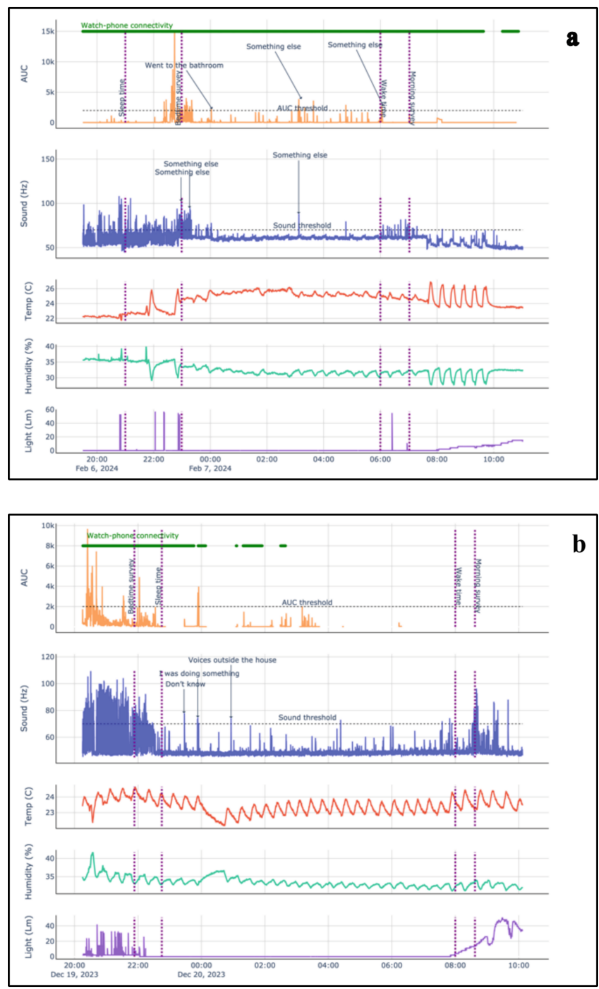 Watch-phone connectivity
a
15k
10k
5k
0
AUC
Something else
Something else
Went to the bathroom
AUC threshold
Sleep time
Bedtime survey
Wake time
Morning survey
150
100
50
Sound (Hz)
Something else
Something else
Something else
Sound threshold
26
24
22
Temp (C)
40
35
30
Humidity (%)
60
40
20
0
Light (Lm)
20:00 22:00 00:00 02:00 04:00 06:00 08:00 10:00
Feb 6, 2024 Feb 7, 2024
b
10k
8k
6k
4k
2k
0
AUC
Watch-phone connectivity
AUC threshold
Bedtime survey
Sleep time
Wake time
Morning survey
120
100
80
60
Sound (Hz)
Voices outside the house
I was doing something
Don't know
Sound threshold
24
23
Temp (C)
40
35
Humidity (%)
40
20
0
Light (Lm)
20:00 22:00 00:00 02:00 04:00 06:00 08:00 10:00
Dec 19, 2023 Dec 20, 2023